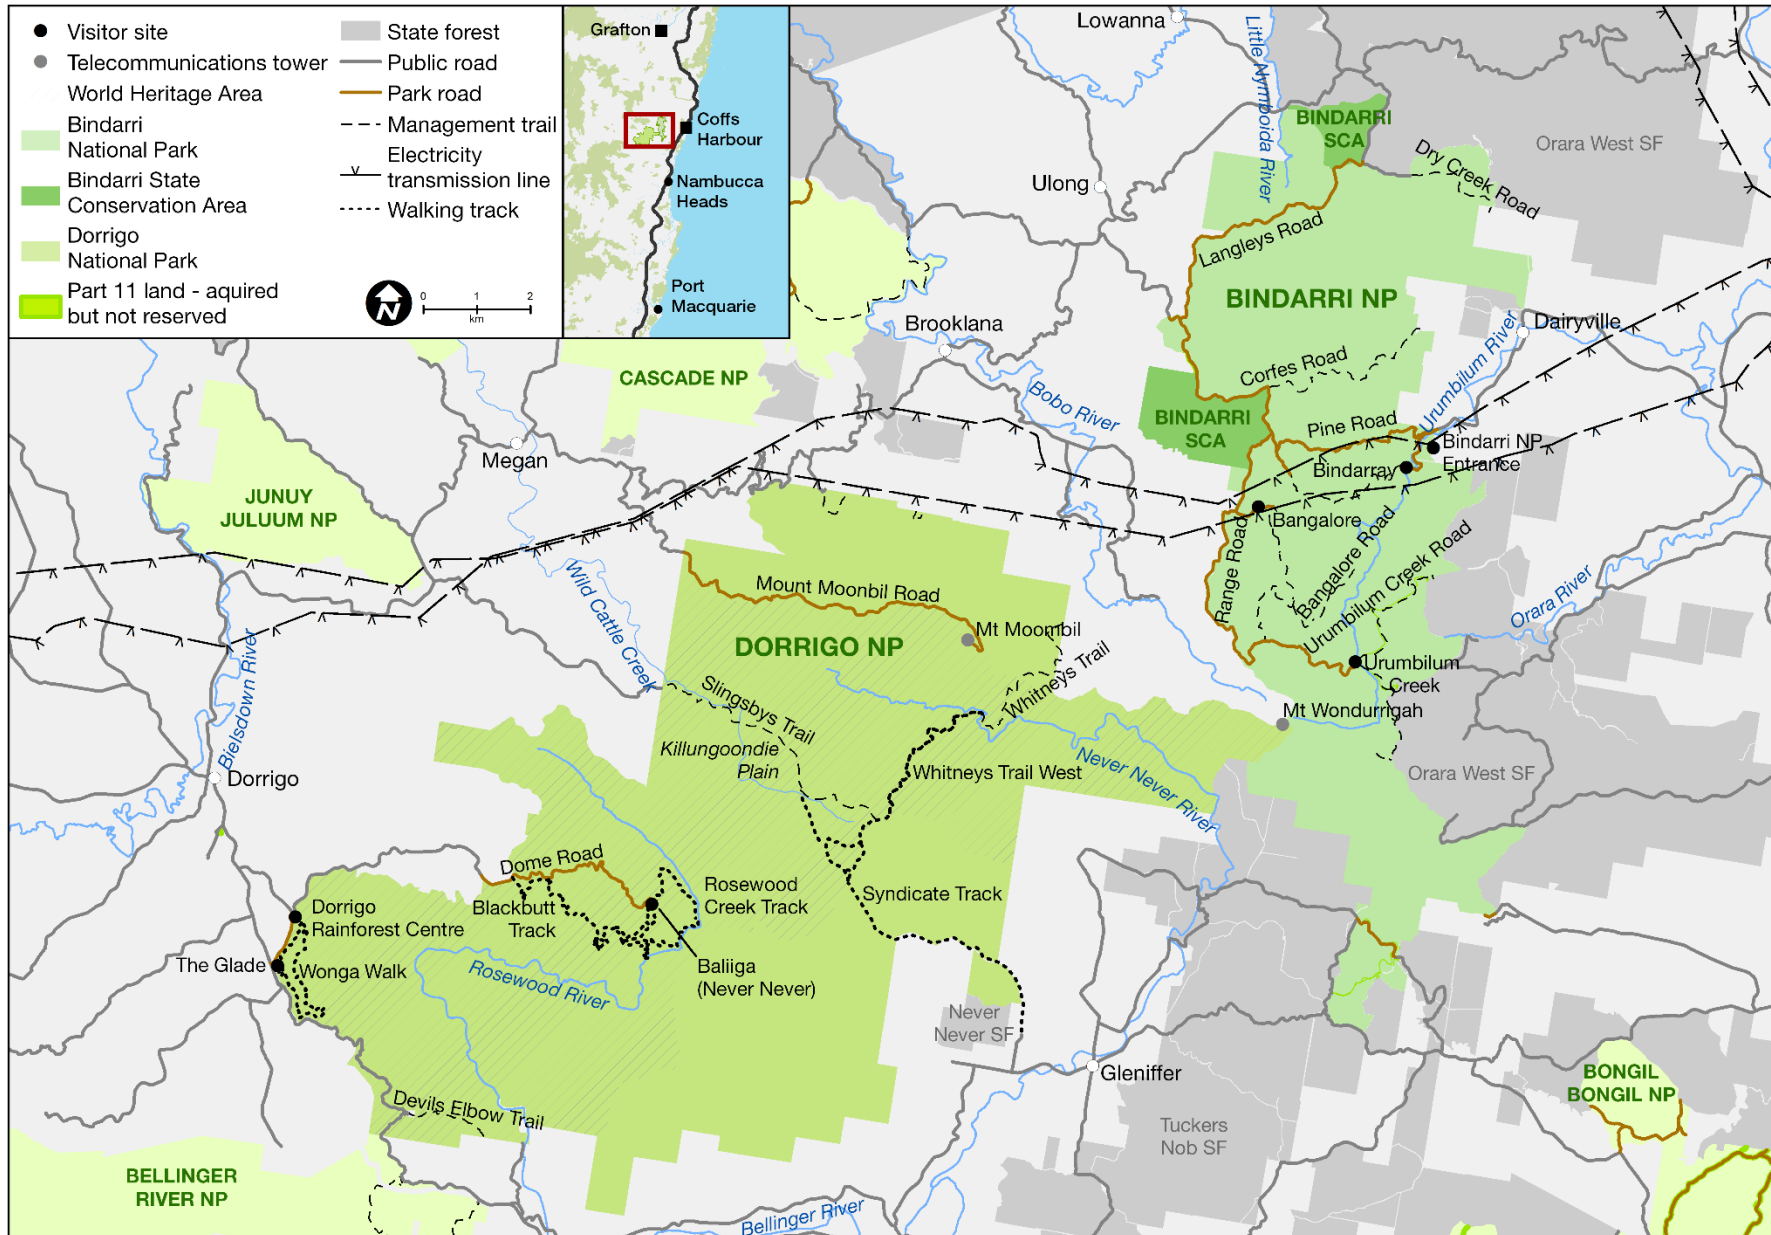 Visitor site
Telecommunications tower
World Heritage Area
Bindarri
National Park
Bindarri State
Conservation Area
Dorrigo
National Park
Part 11 land - aquired
but not reserved
State forest
Public road
Park road
Management trail
Electricity
transmission line
Walking track
N
0 1 2
km
Grafton
Coffs
Harbour
Nambucca
Heads
Port
Macquarie
Lowanna
Little Nymboida River
BINDARRI
SCA
Orara West SF
Dry Creek Road
Ulong
Langleys Road
BINDARRI NP
Dairyville
Brooklana
Urumbilum River
CASCADE NP
Corfes Road
Bobo River
BINDARRI
SCA
Pine Road
Bindarri NP
Entrance
Megan
Bindarray
JUNUY
JULUUM NP
Bangalore
Bangalore Road
Range Road
Urumbilum Creek Road
Wild Cattle Creek
Mount Moonbil Road
Orara River
Mt Moombil
DORRIGO NP
Whitneys Trail
Urumbilum
Creek
Bielsdown River
Slingsbys Trail
Mt Wondurrigah
Killungoondie
Plain
Whitneys Trail West
Never Never River
Orara West SF
Dorrigo
Dome Road
Rosewood
Creek Track
Syndicate Track
Blackbutt
Track
Dorrigo
Rainforest Centre
The Glade
Wonga Walk
Rosewood River
Baliiga
(Never Never)
Never
Never SF
Gleniffer
BONGIL
BONGIL NP
Devils Elbow Trail
Tuckers
Nob SF
BELLINGER
RIVER NP
Bellinger River